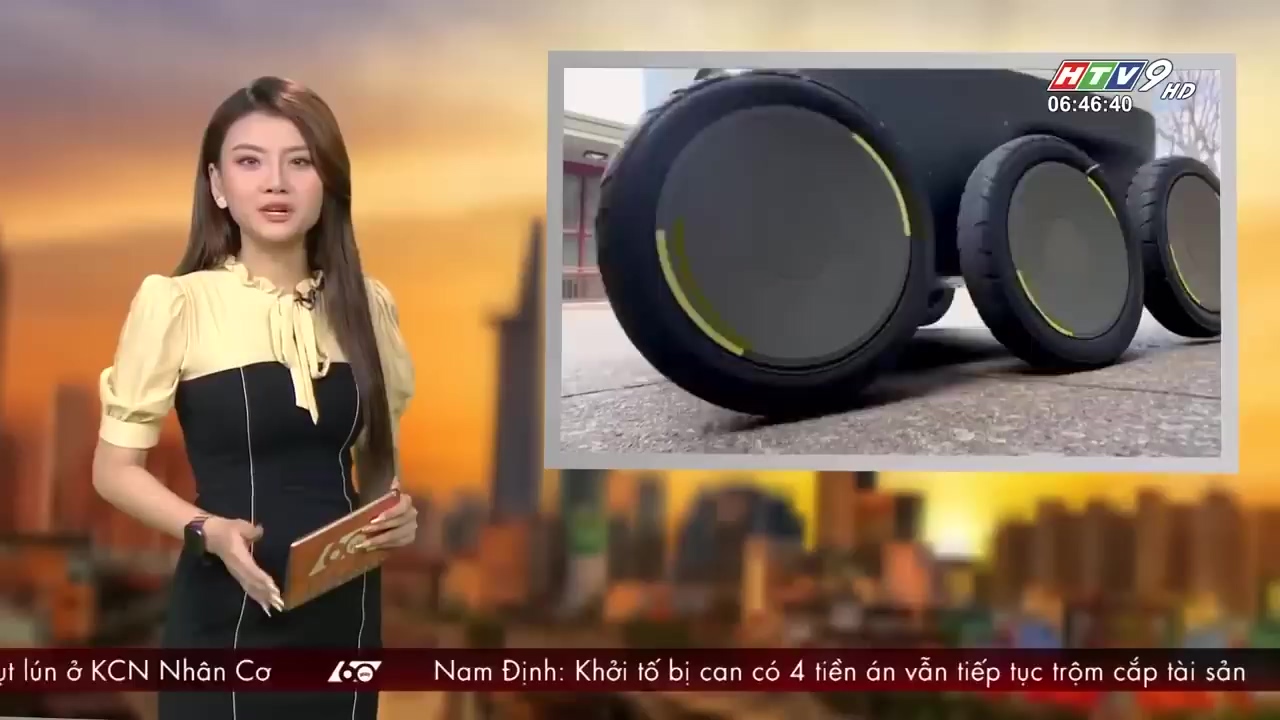 HTV9 HD
06:46:40
ụt lún ở KCN Nhân Cơ
60
Nam Định: Khởi tố bị can có 4 tiền án vẫn tiếp tục trộm cắp tài sản